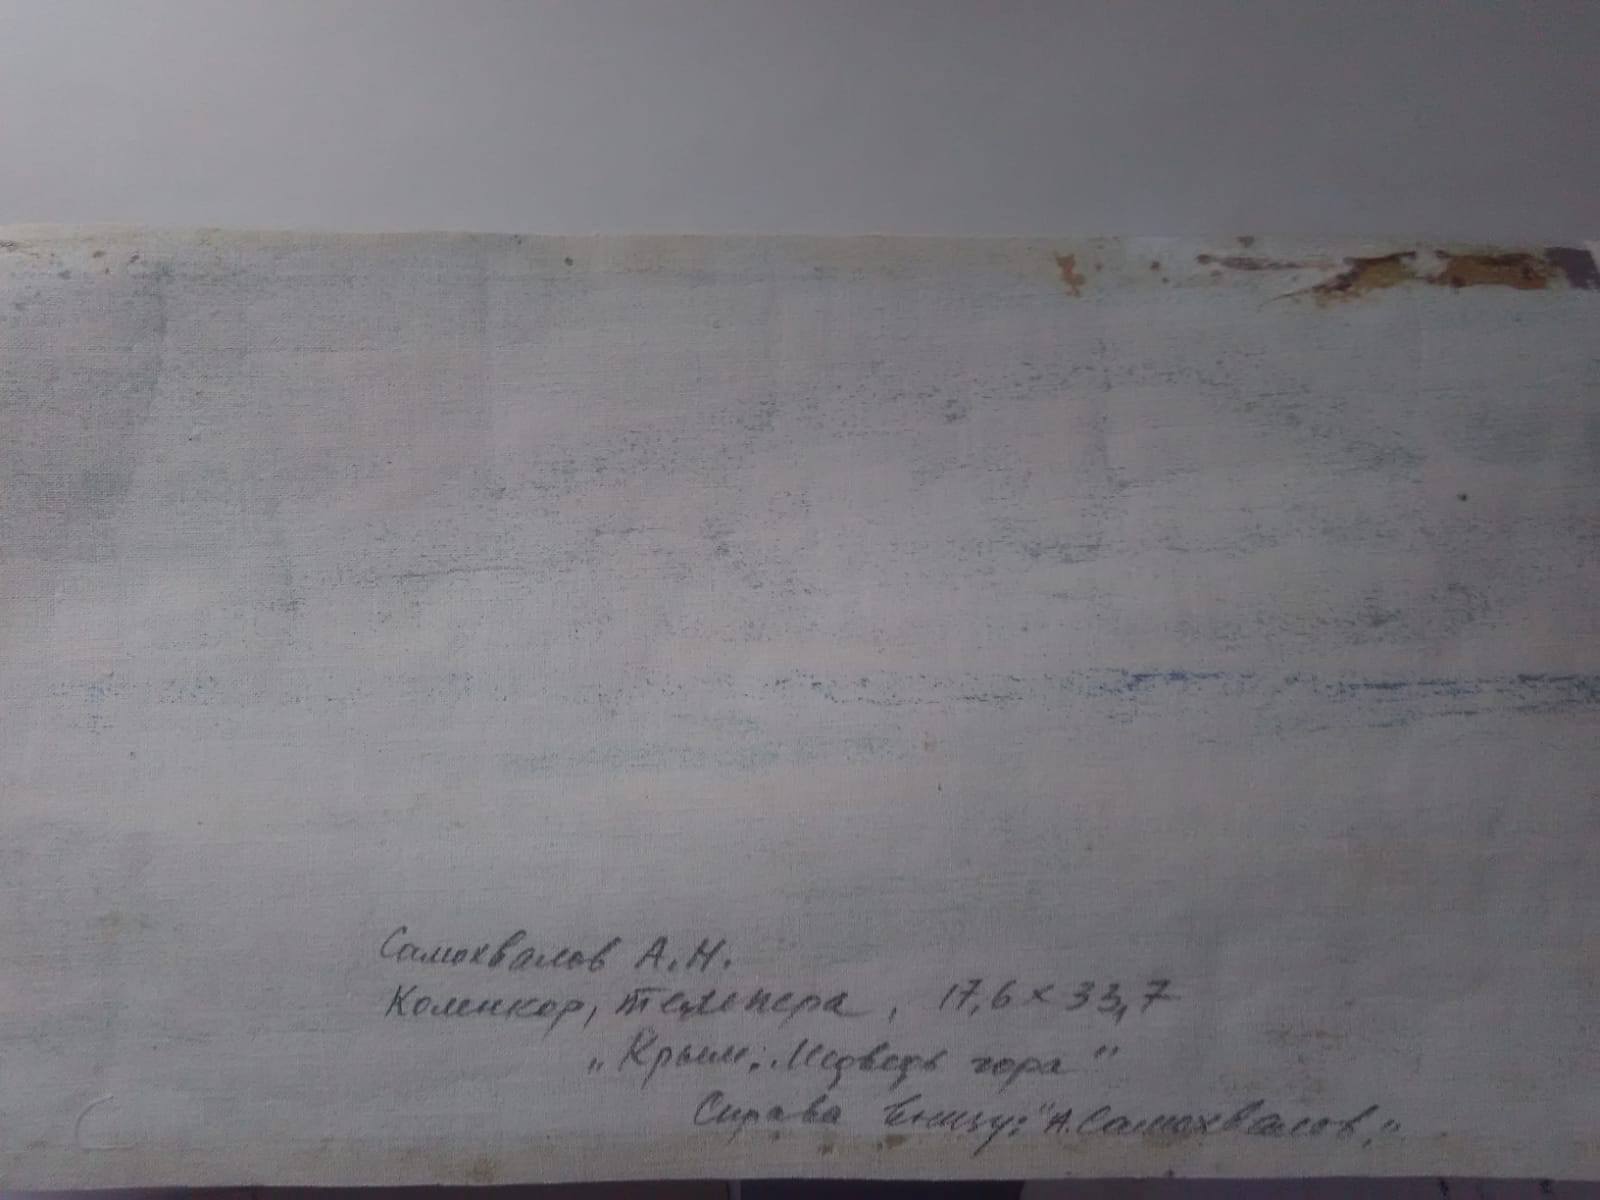 Самохвалов А.Н.
Коленкор, темпера, 17,6 × 33,7
„Крым. Медведь гора"
Справа внизу: "А.Самохвалов."